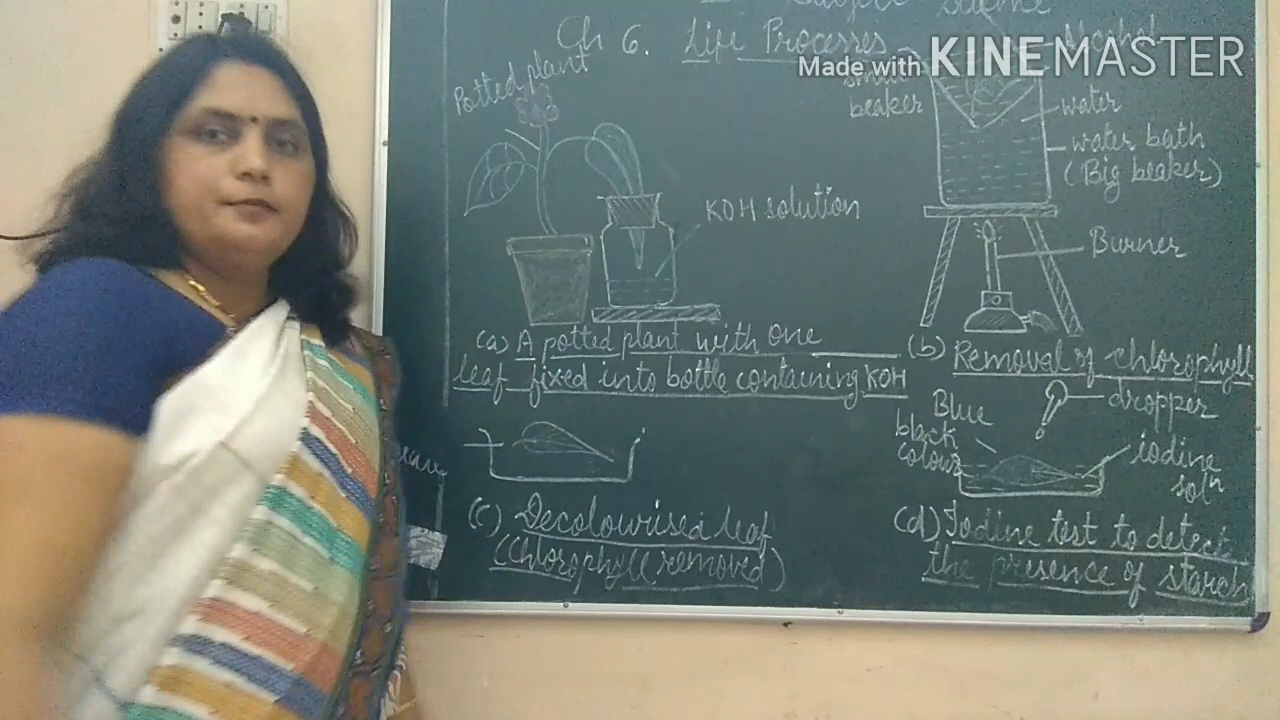 Subject Science
Ch 6. Life Processes
Made with KINEMASTER
Alcohol
Potted plant
small
beaker
water
water bath
(Big beaker)
KOH solution
Burner
(a) A potted plant with one
leaf fixed into bottle containing KOH
(b) Removal of chlorophyll
dropper
Blue
black
colour
iodine
solⁿ
(c) Decolourised leaf
(Chlorophyll removed)
(d) Iodine test to detect
the presence of starch